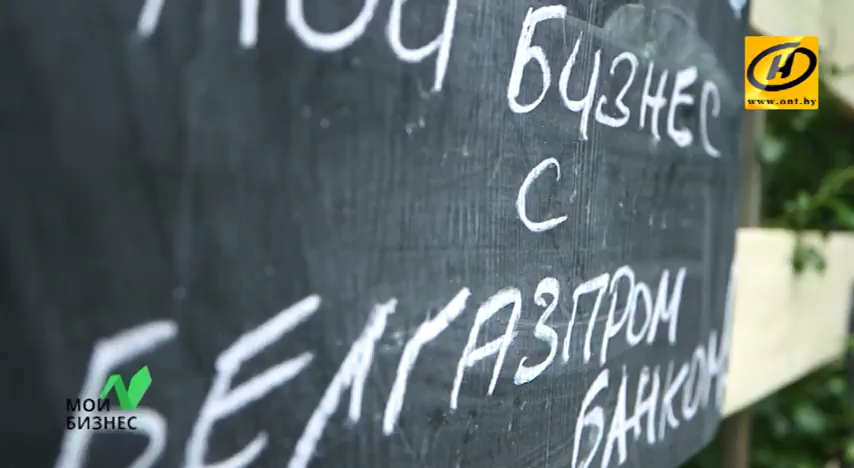 МОЙ БИЗНЕС
С
БЕЛГАЗПРОМ
БАНКОМ
www.ont.by
МОЙ
БИЗНЕС